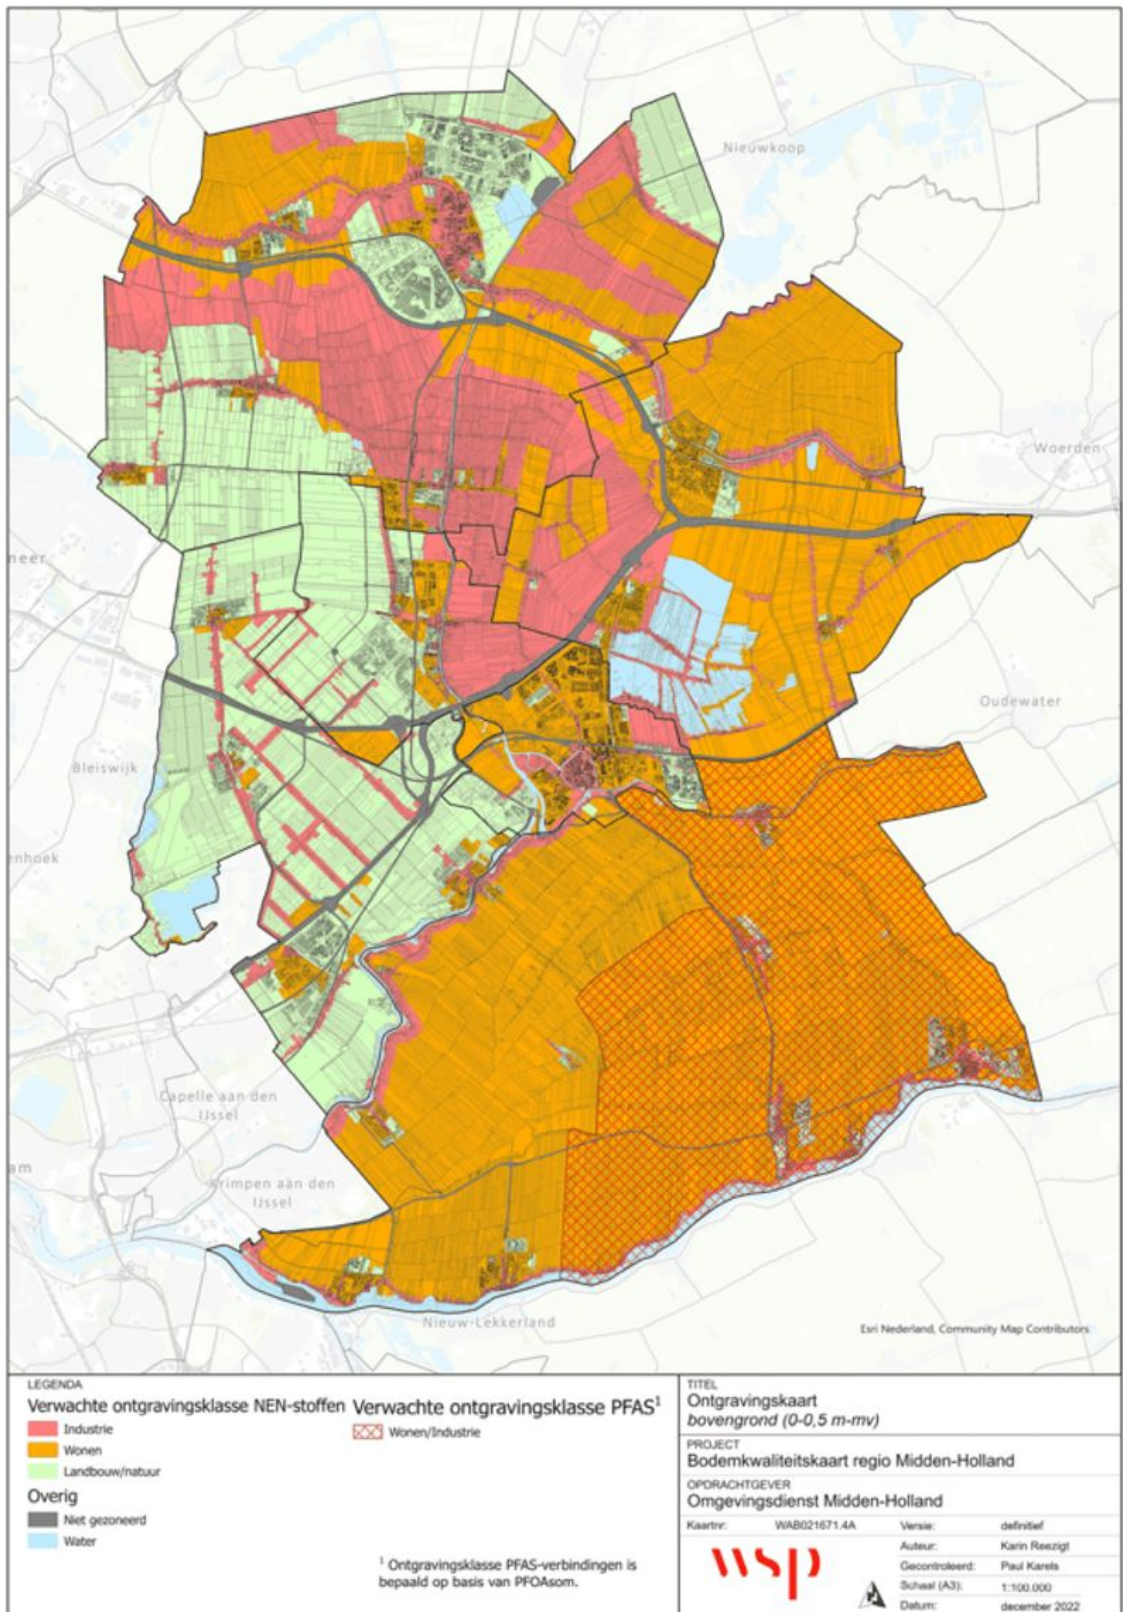 Nieuwkoop
Woerden
neer
Oudewater
Bleiswijk
enhoek
Capelle aan den
IJssel
am
Krimpen aan den
IJssel
Nieuw-Lekkerland
Esri Nederland, Community Map Contributors
LEGENDA
Verwachte ontgravingsklasse NEN-stoffen
Industrie
Wonen
Landbouw/natuur
Overig
Niet gezoneerd
Water
Verwachte ontgravingsklasse PFAS¹
Wonen/Industrie
¹ Ontgravingsklasse PFAS-verbindingen is
bepaald op basis van PFOAsom.
TITEL
Ontgravingskaart
bovengrond (0-0,5 m-mv)
PROJECT
Bodemkwaliteitskaart regio Midden-Holland
OPDRACHTGEVER
Omgevingsdienst Midden-Holland
Kaartnr: WAB021671.4A
Versie: definitief
Auteur: Karin Reezigt
Gecontroleerd: Paul Karels
Schaal (A3): 1:100.000
Datum: december 2022
wsp